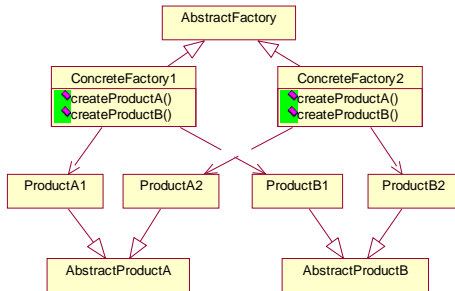 AbstractFactory
ConcreteFactory1
createProductA()
createProductB()
ConcreteFactory2
createProductA()
createProductB()
ProductA1
ProductA2
ProductB1
ProductB2
AbstractProductA
AbstractProductB